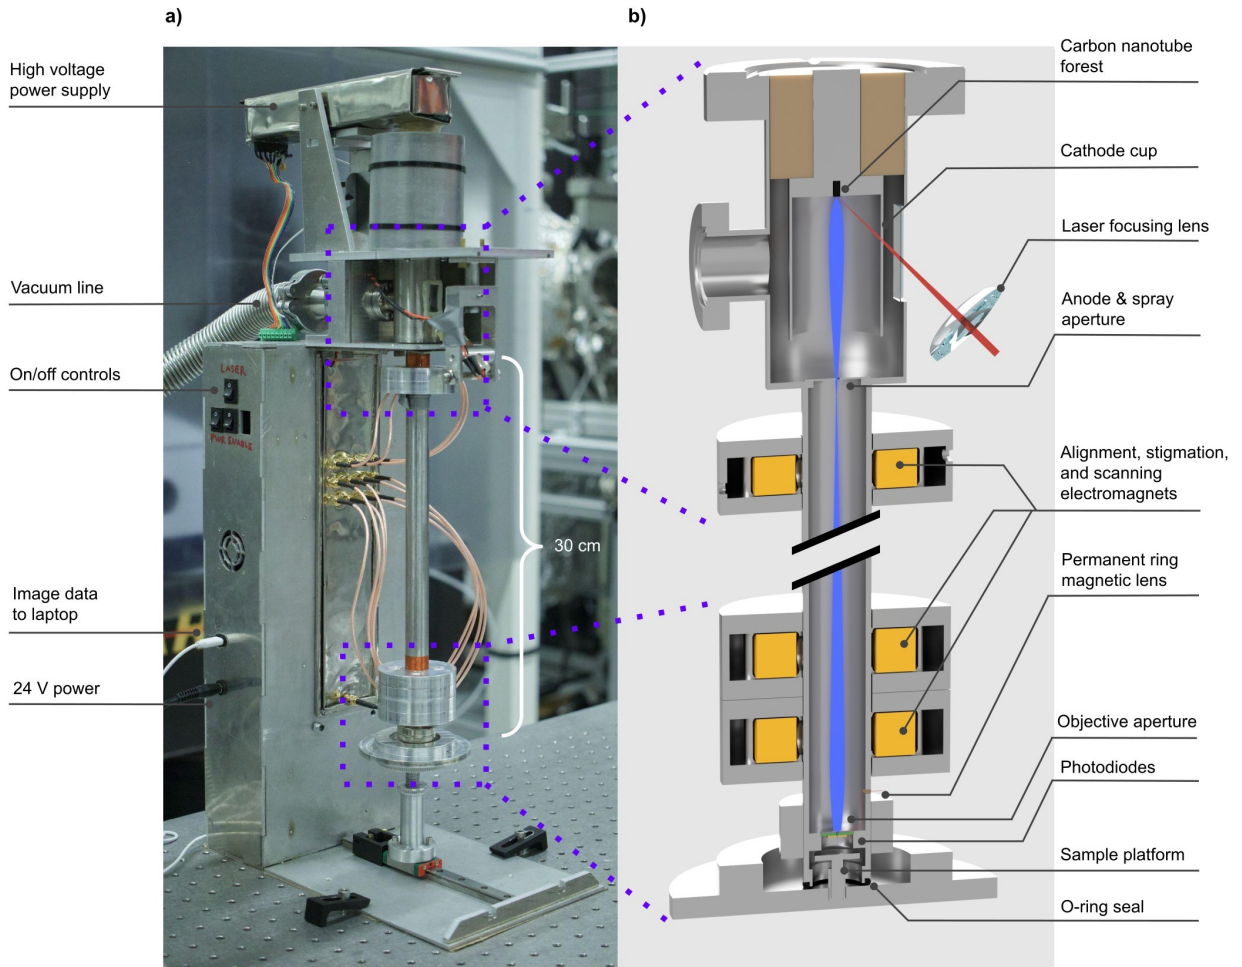 a)
High voltage
power supply
Vacuum line
On/off controls
LASER
PWR ENABLE
Image data
to laptop
24 V power
30 cm
b)
Carbon nanotube
forest
Cathode cup
Laser focusing lens
Anode & spray
aperture
Alignment, stigmation,
and scanning
electromagnets
Permanent ring
magnetic lens
Objective aperture
Photodiodes
Sample platform
O-ring seal